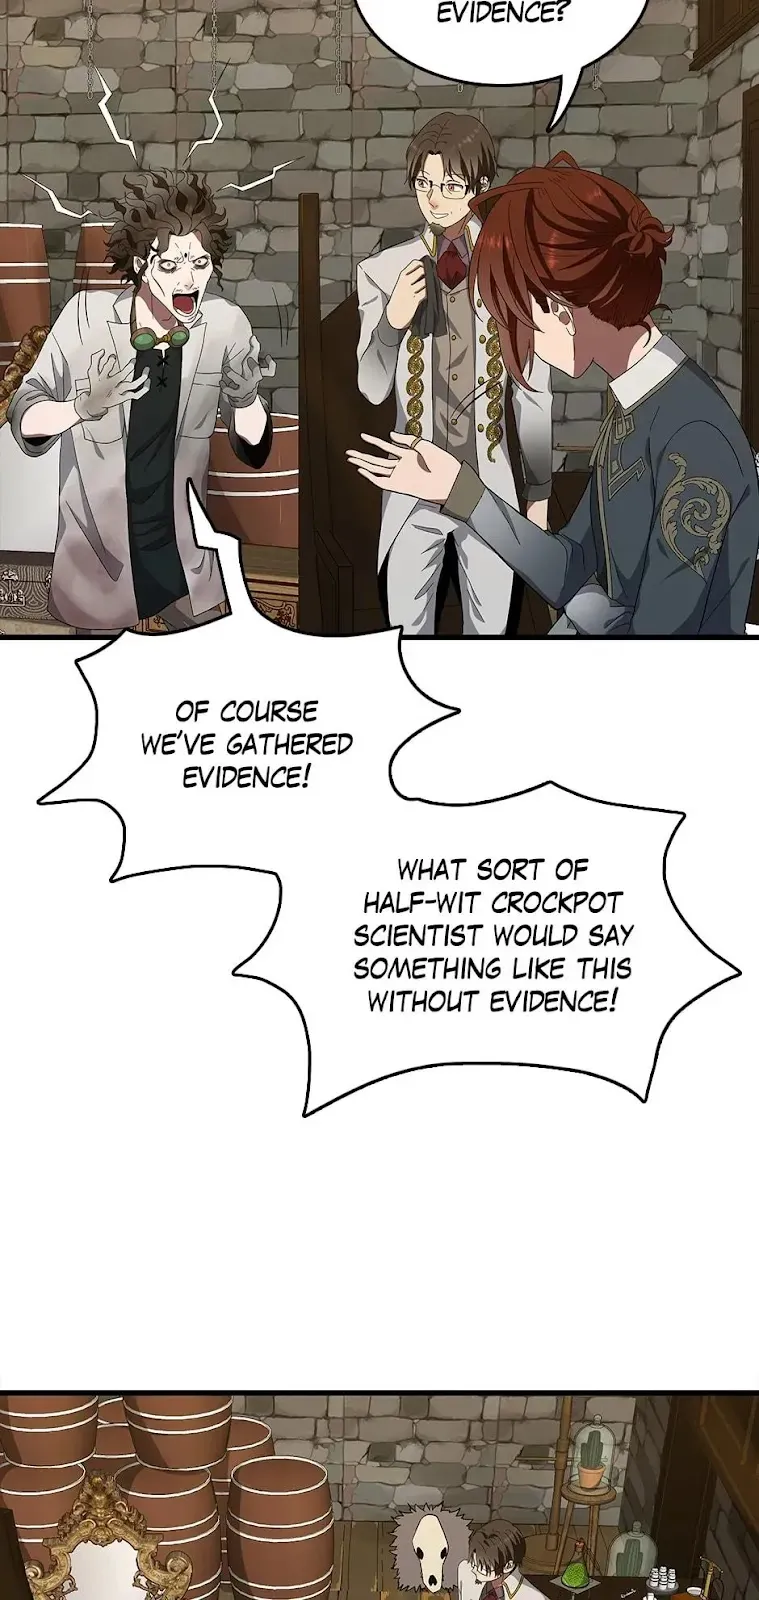 EVIDENCE?
OF COURSE
WE'VE GATHERED
EVIDENCE!
WHAT SORT OF
HALF-WIT CROCKPOT
SCIENTIST WOULD SAY
SOMETHING LIKE THIS
WITHOUT EVIDENCE!